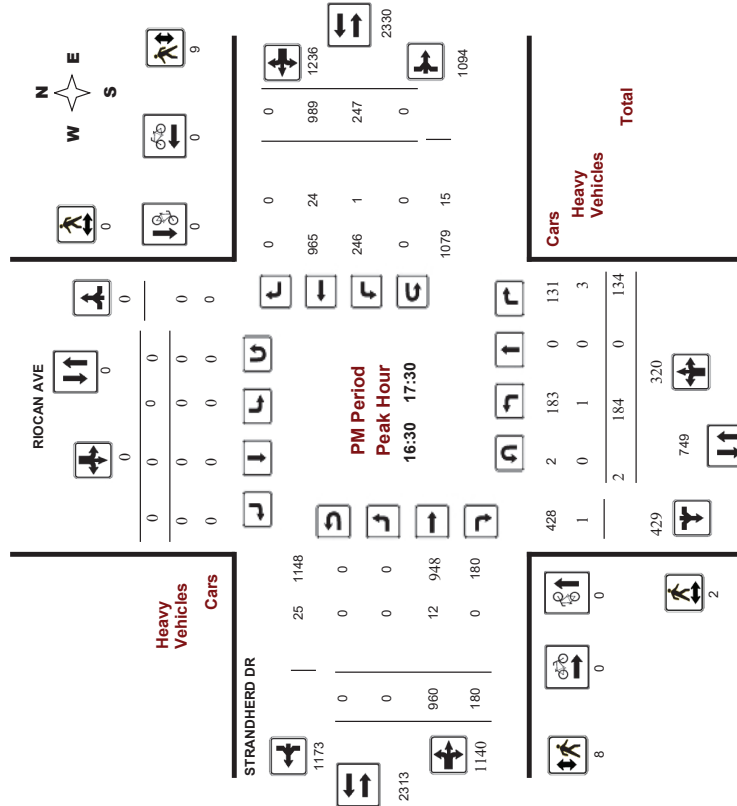 N
W E
S
9
0
0
0
RIOCAN AVE
0
0
0
0 0 0 0
0 0 0 0 0
0 0 0 0 0
Heavy
Vehicles
Cars
1236
2330
1094
0 0 0
965 24 989
246 1 247
0 0 0
1079 15
PM Period
Peak Hour
16:30 17:30
STRANDHERD DR
1173
2313
1140
25 1148
0 0 0
0 0 0
960 12 948
180 0 180
Cars
Heavy
Vehicles
Total
428 2 183 0 131
1 0 1 0 3
2 184 0 134
429
749
320
0
0
8
2